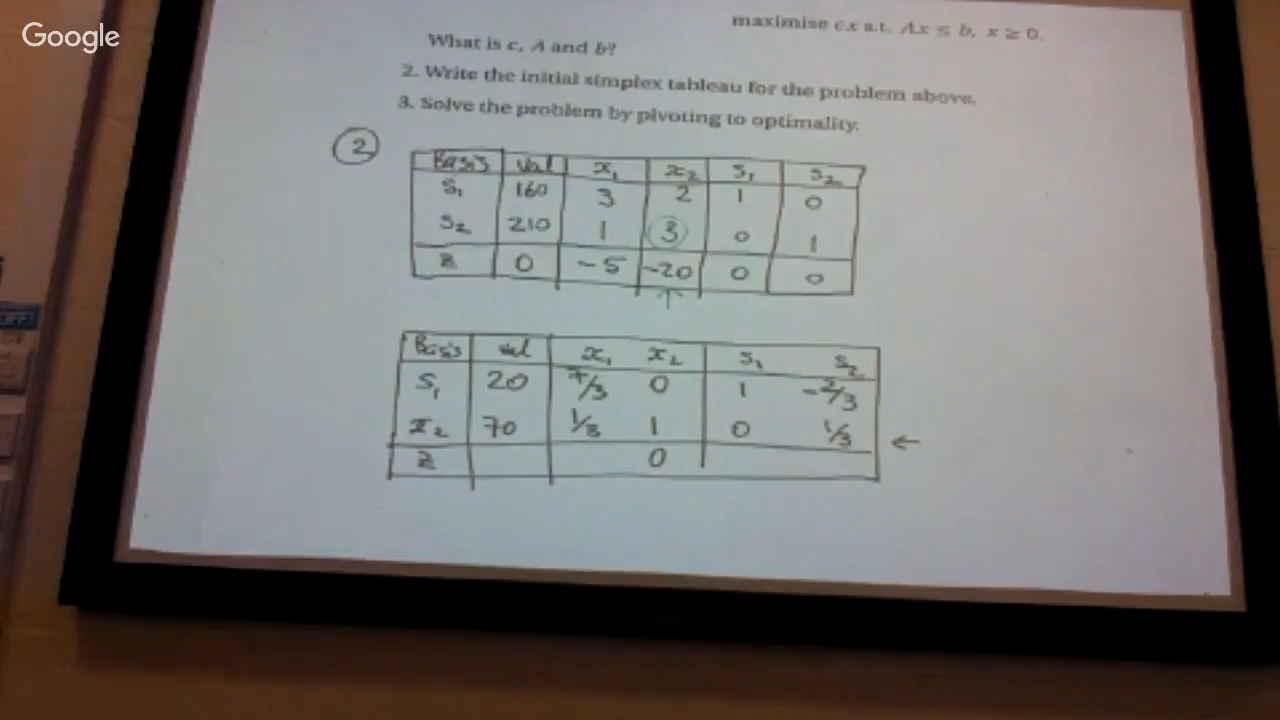 Google
maximise c.x s.t. Ax ≤ b, x ≥ 0.
What is c, A and b?
2. Write the initial simplex tableau for the problem above.
3. Solve the problem by pivoting to optimality.
2
Basis Val x₁ x₂ s₁ s₂
S₁ 160 3 2 1 0
S₂ 210 1 3 0 1
Z 0 -5 -20 0 0
↑
Basis val x₁ x₂ s₁ s₂
S₁ 20 7/3 0 1 -2/3
x₂ 70 1/3 1 0 1/3 ←
Z 0